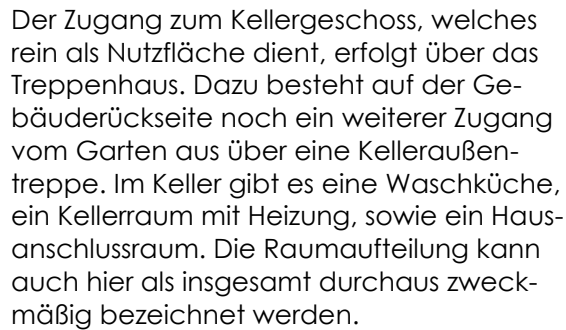 Der Zugang zum Kellergeschoss, welches
rein als Nutzfläche dient, erfolgt über das
Treppenhaus. Dazu besteht auf der Ge-
bäuderückseite noch ein weiterer Zugang
vom Garten aus über eine Kelleraußen-
treppe. Im Keller gibt es eine Waschküche,
ein Kellerraum mit Heizung, sowie ein Haus-
anschlussraum. Die Raumaufteilung kann
auch hier als insgesamt durchaus zweck-
mäßig bezeichnet werden.